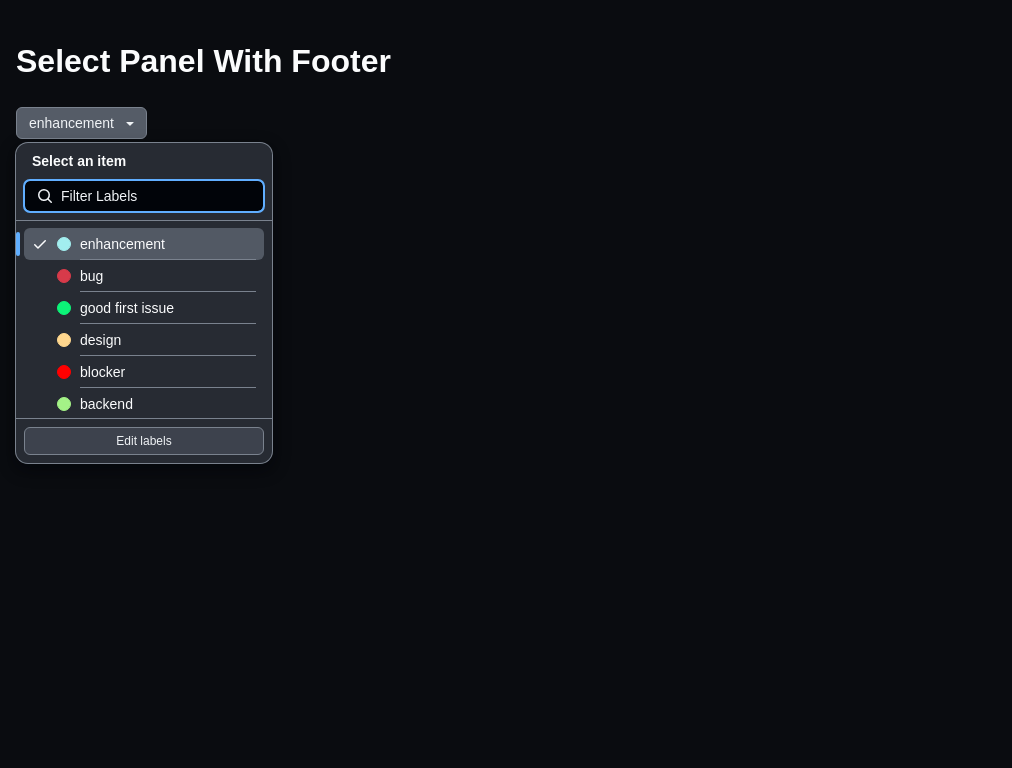 Select Panel With Footer
enhancement
Select an item
Filter Labels
enhancement
bug
good first issue
design
blocker
backend
Edit labels